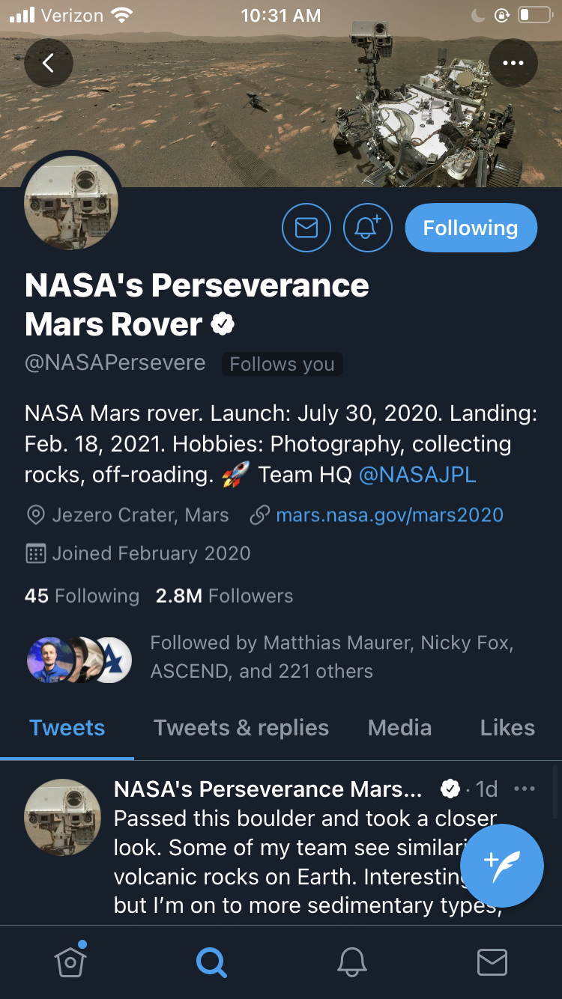 Verizon 10:31 AM
Following
NASA's Perseverance
Mars Rover
@NASAPersevere Follows you
NASA Mars rover. Launch: July 30, 2020. Landing:
Feb. 18, 2021. Hobbies: Photography, collecting
rocks, off-roading. 🚀 Team HQ @NASAJPL
Jezero Crater, Mars mars.nasa.gov/mars2020
Joined February 2020
45 Following 2.8M Followers
Followed by Matthias Maurer, Nicky Fox,
ASCEND, and 221 others
Tweets Tweets & replies Media Likes
NASA's Perseverance Mars... · 1d
Passed this boulder and took a closer
look. Some of my team see
volcanic rocks on Earth.
but I'm on to more sedimentary types,